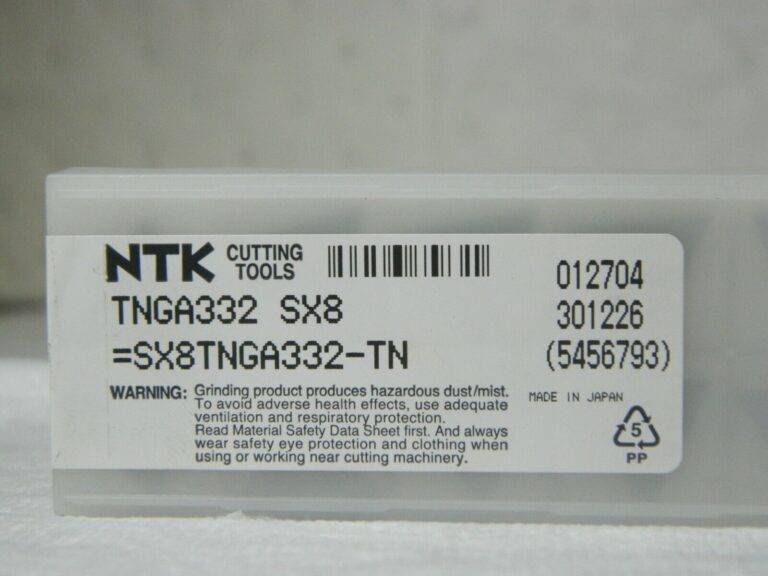 NTK CUTTING TOOLS
012704
TNGA332 SX8
301226
=SX8TNGA332-TN
(5456793)
WARNING: Grinding product produces hazardous dust/mist.
To avoid adverse health effects, use adequate
ventilation and respiratory protection.
Read Material Safety Data Sheet first. And always
wear safety eye protection and clothing when
using or working near cutting machinery.
MADE IN JAPAN
5
PP